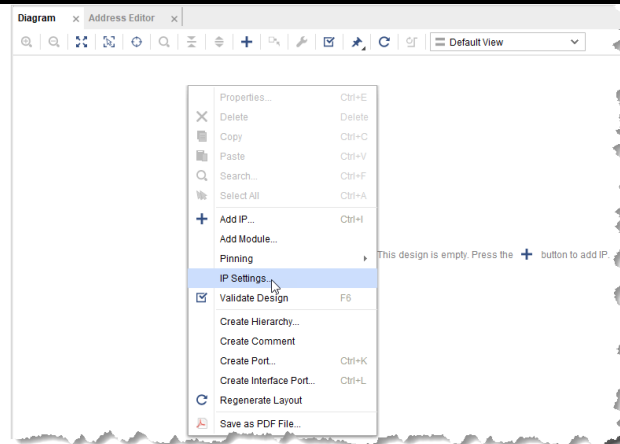 Diagram × Address Editor ×
Default View
Properties... Ctrl+E
Delete Delete
Copy Ctrl+C
Paste Ctrl+V
Search... Ctrl+F
Select All Ctrl+A
Add IP... Ctrl+I
Add Module...
Pinning
This design is empty. Press the + button to add IP.
IP Settings...
Validate Design F6
Create Hierarchy...
Create Comment
Create Port... Ctrl+K
Create Interface Port... Ctrl+L
Regenerate Layout
Save as PDF File...